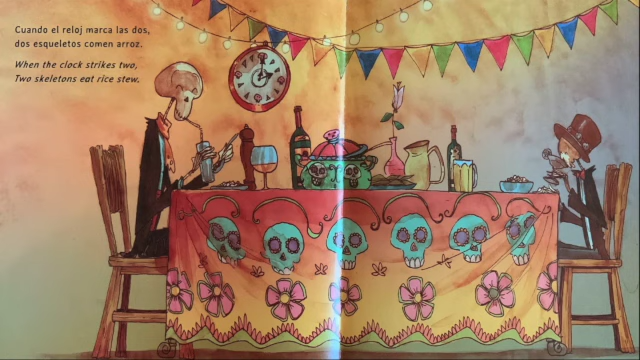 Cuando el reloj marca las dos,
dos esqueletos comen arroz.
When the clock strikes two,
Two skeletons eat rice stew.